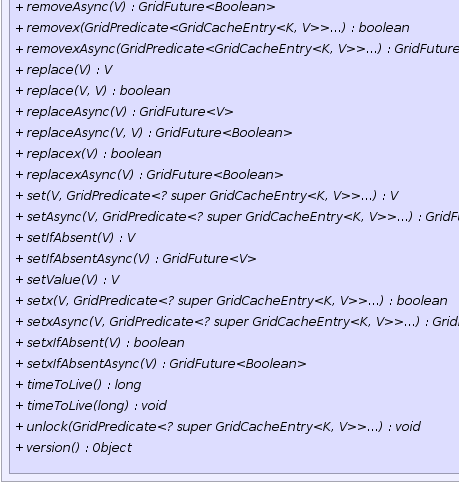 + removeAsync(V) : GridFuture<Boolean>
+ removex(GridPredicate<GridCacheEntry<K, V>>...) : boolean
+ removexAsync(GridPredicate<GridCacheEntry<K, V>>...) : GridFuture
+ replace(V) : V
+ replace(V, V) : boolean
+ replaceAsync(V) : GridFuture<V>
+ replaceAsync(V, V) : GridFuture<Boolean>
+ replacex(V) : boolean
+ replacexAsync(V) : GridFuture<Boolean>
+ set(V, GridPredicate<? super GridCacheEntry<K, V>>...) : V
+ setAsync(V, GridPredicate<? super GridCacheEntry<K, V>>...) : GridF
+ setIfAbsent(V) : V
+ setIfAbsentAsync(V) : GridFuture<V>
+ setValue(V) : V
+ setx(V, GridPredicate<? super GridCacheEntry<K, V>>...) : boolean
+ setxAsync(V, GridPredicate<? super GridCacheEntry<K, V>>...) : Grid
+ setxIfAbsent(V) : boolean
+ setxIfAbsentAsync(V) : GridFuture<Boolean>
+ timeToLive() : long
+ timeToLive(long) : void
+ unlock(GridPredicate<? super GridCacheEntry<K, V>>...) : void
+ version() : Object